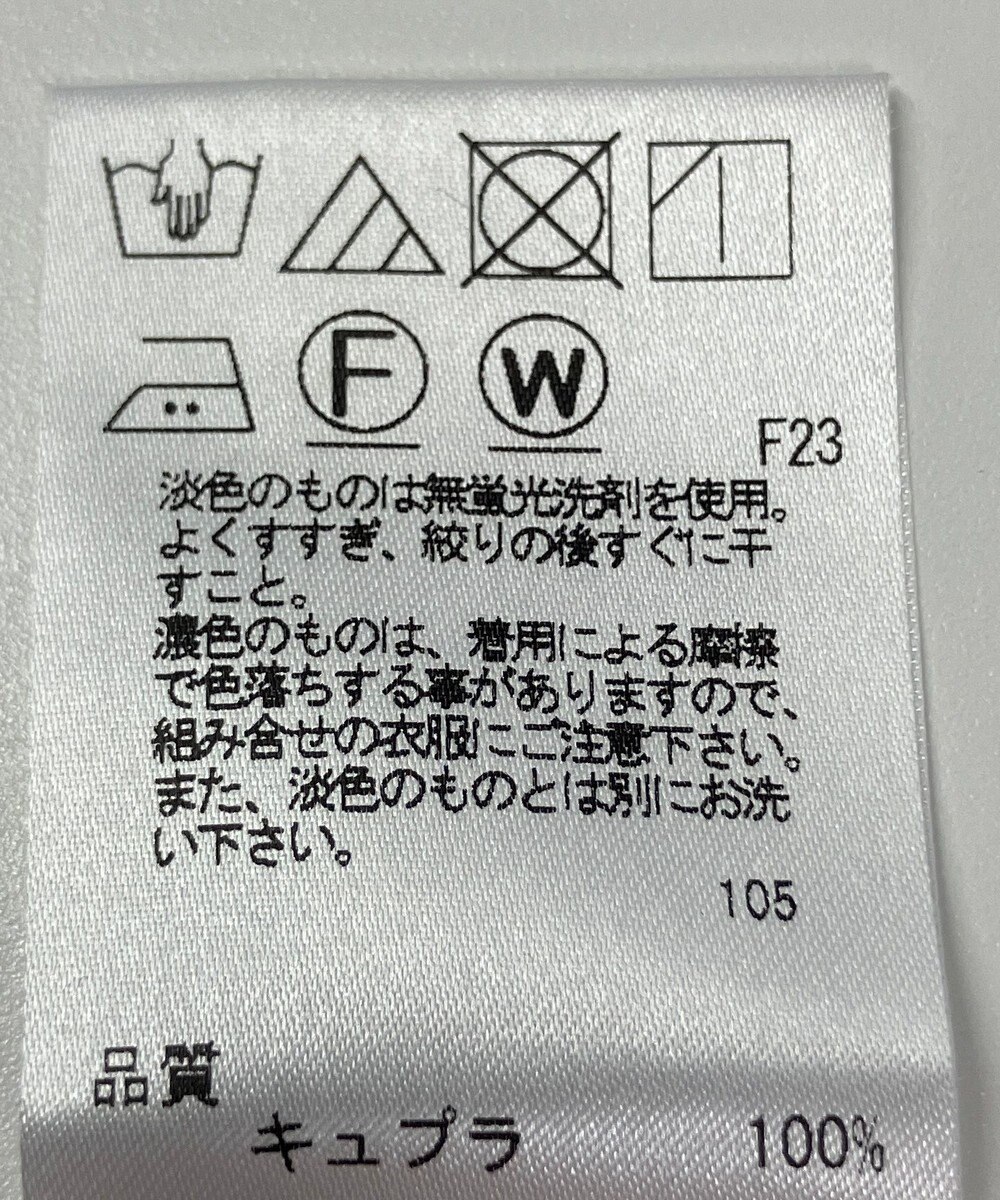 F
W
F23
淡色のものは無蛍光洗剤を使用。
よくすすぎ、絞りの後すぐに干
すこと。
濃色のものは、着用による摩擦
で色落ちする事がありますので、
組み合せの衣服にご注意下さい。
また、淡色のものとは別にお洗
い下さい。
105
品質
キュプラ 100%